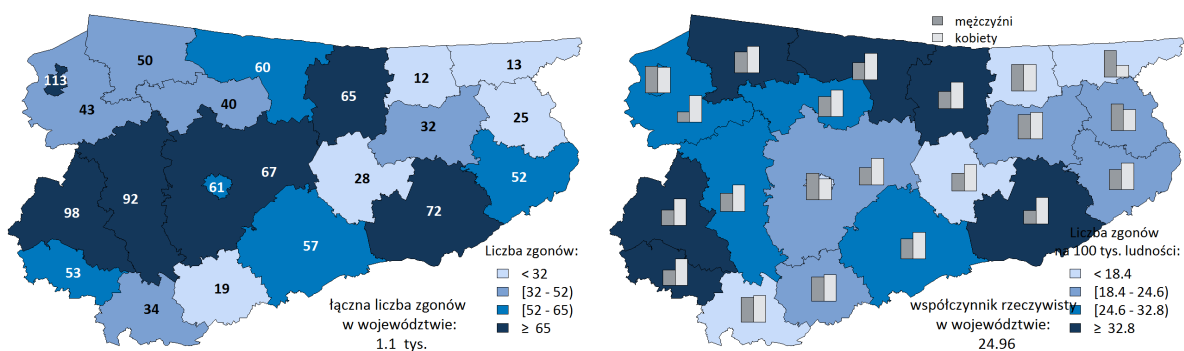 50
60
12
13
113
43
40
65
32
25
67
28
52
61
92
98
72
57
53
19
34
Liczba zgonów:
< 32
[32 - 52)
[52 - 65)
≥ 65
łączna liczba zgonów
w województwie:
1.1 tys.
mężczyźni
kobiety
Liczba zgonów
na 100 tys. ludności:
< 18.4
[18.4 - 24.6)
[24.6 - 32.8)
≥ 32.8
współczynnik rzeczywisty
w województwie:
24.96